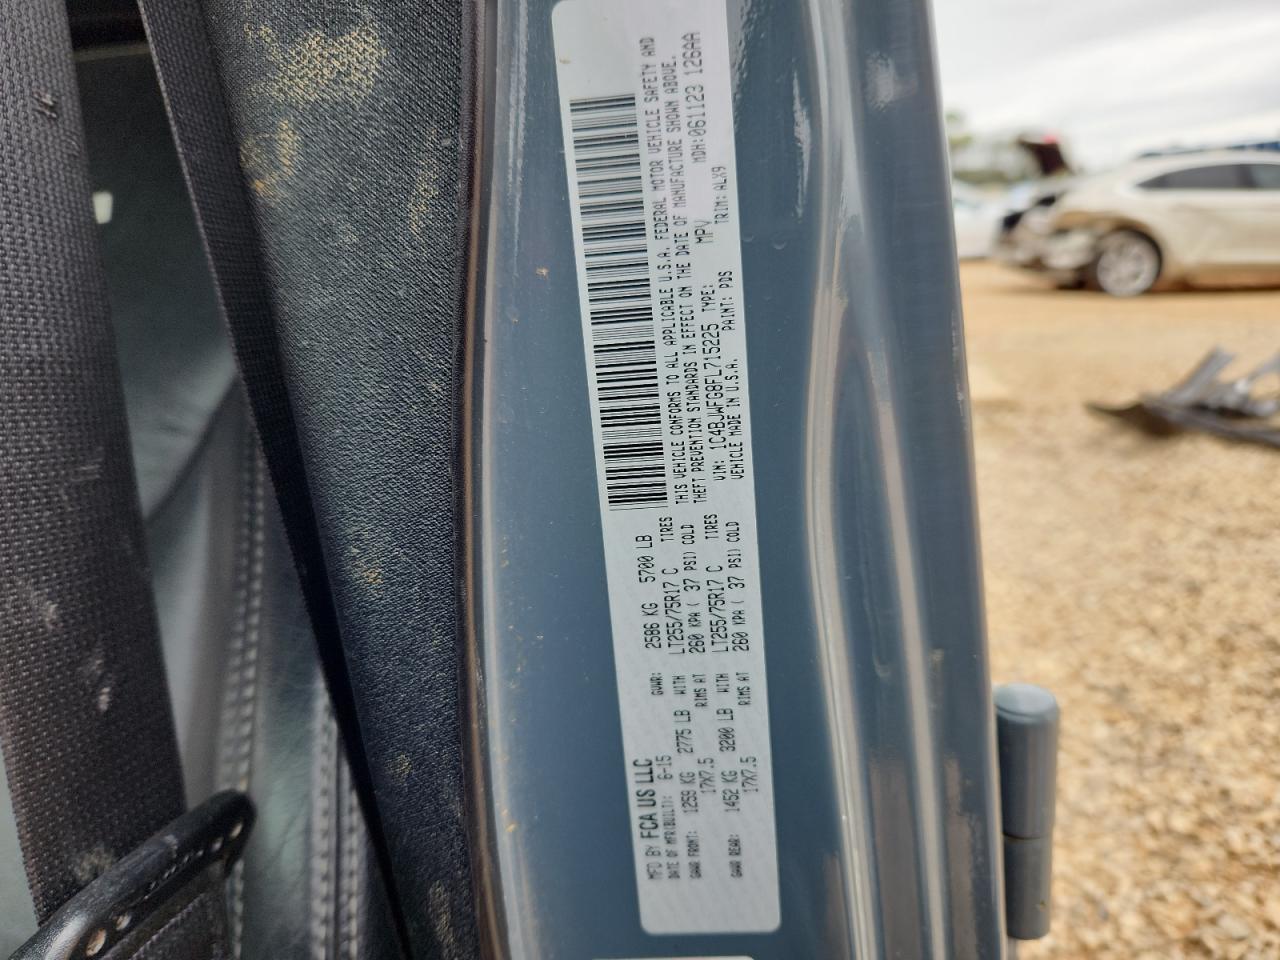 MFD BY FCA US LLC
DATE OF MFR(BUILT): 6-15 GVWR: 2586 KG 5700 LB
GAWR FRONT: 1259 KG 2775 LB WITH LT255/75R17 C TIRES
17X7.5 RIMS AT 260 KPA ( 37 PSI) COLD
GAWR REAR: 1452 KG 3200 LB WITH LT255/75R17 C TIRES
17X7.5 RIMS AT 260 KPA ( 37 PSI) COLD
THIS VEHICLE CONFORMS TO ALL APPLICABLE U.S.A. FEDERAL MOTOR VEHICLE SAFETY AND
THEFT PREVENTION STANDARDS IN EFFECT ON THE DATE OF MANUFACTURE SHOWN ABOVE.
VIN: 1C4BJWFG8FL715225 TYPE: MPV MDH:061123 126AA
VEHICLE MADE IN U.S.A. PAINT: PDS TRIM: ALX9